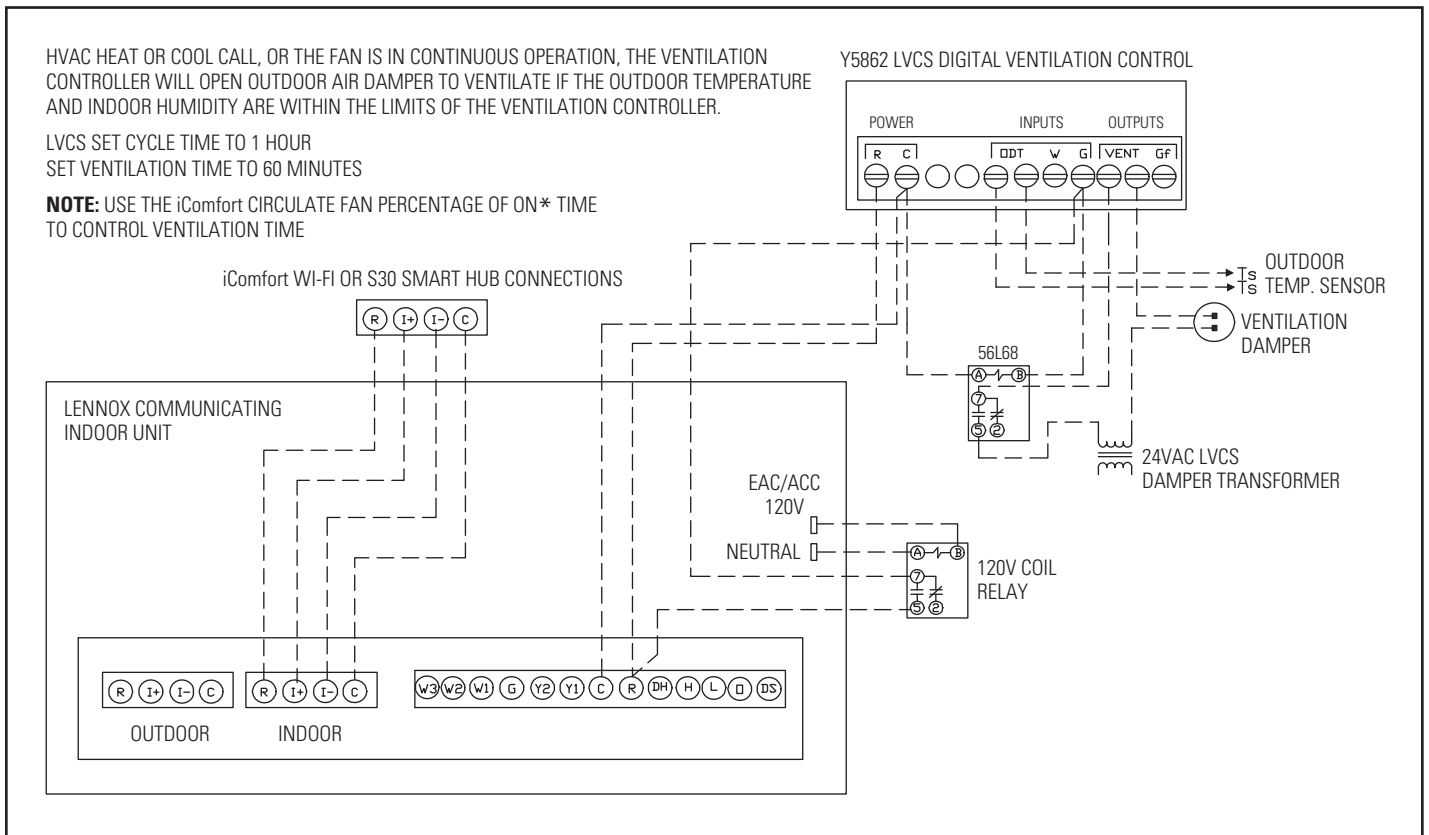 HVAC HEAT OR COOL CALL, OR THE FAN IS IN CONTINUOUS OPERATION, THE VENTILATION
CONTROLLER WILL OPEN OUTDOOR AIR DAMPER TO VENTILATE IF THE OUTDOOR TEMPERATURE
AND INDOOR HUMIDITY ARE WITHIN THE LIMITS OF THE VENTILATION CONTROLLER.
LVCS SET CYCLE TIME TO 1 HOUR
SET VENTILATION TIME TO 60 MINUTES
NOTE: USE THE iComfort CIRCULATE FAN PERCENTAGE OF ON* TIME
TO CONTROL VENTILATION TIME
Y5862 LVCS DIGITAL VENTILATION CONTROL
POWER INPUTS OUTPUTS
R C ODT W G VENT Gf
iComfort WI-FI OR S30 SMART HUB CONNECTIONS
R I+ I- C
Ts OUTDOOR
Ts TEMP. SENSOR
VENTILATION
DAMPER
56L68
A B
7
5 2
24VAC LVCS
DAMPER TRANSFORMER
LENNOX COMMUNICATING
INDOOR UNIT
EAC/ACC
120V
NEUTRAL
A B
7
5 2
120V COIL
RELAY
R I+ I- C
R I+ I- C
W3 W2 W1 G Y2 Y1 C R DH H L O DS
OUTDOOR
INDOOR